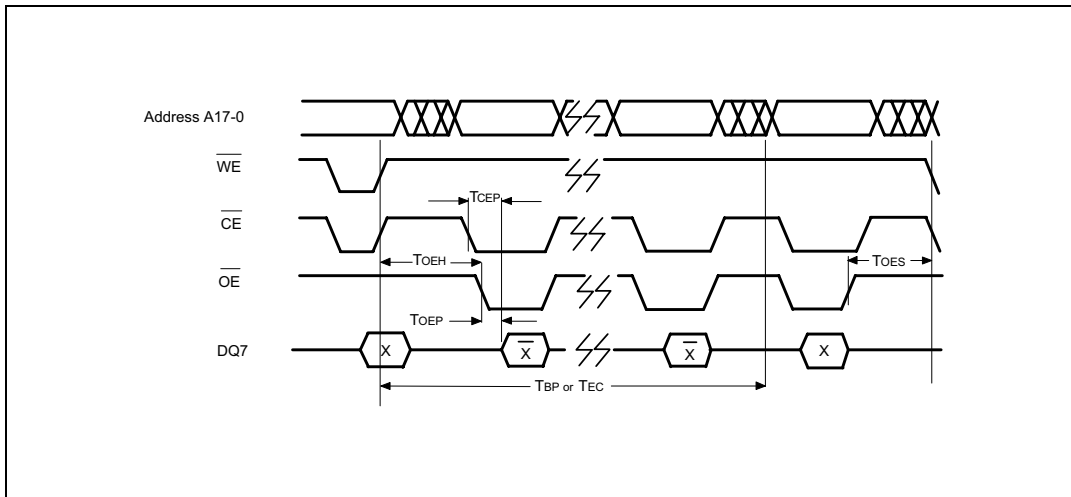 Address A17-0
WE
TCEP
CE
TOEH
TOES
OE
TOEP
DQ7
X
X
X
X
TBP or TEC